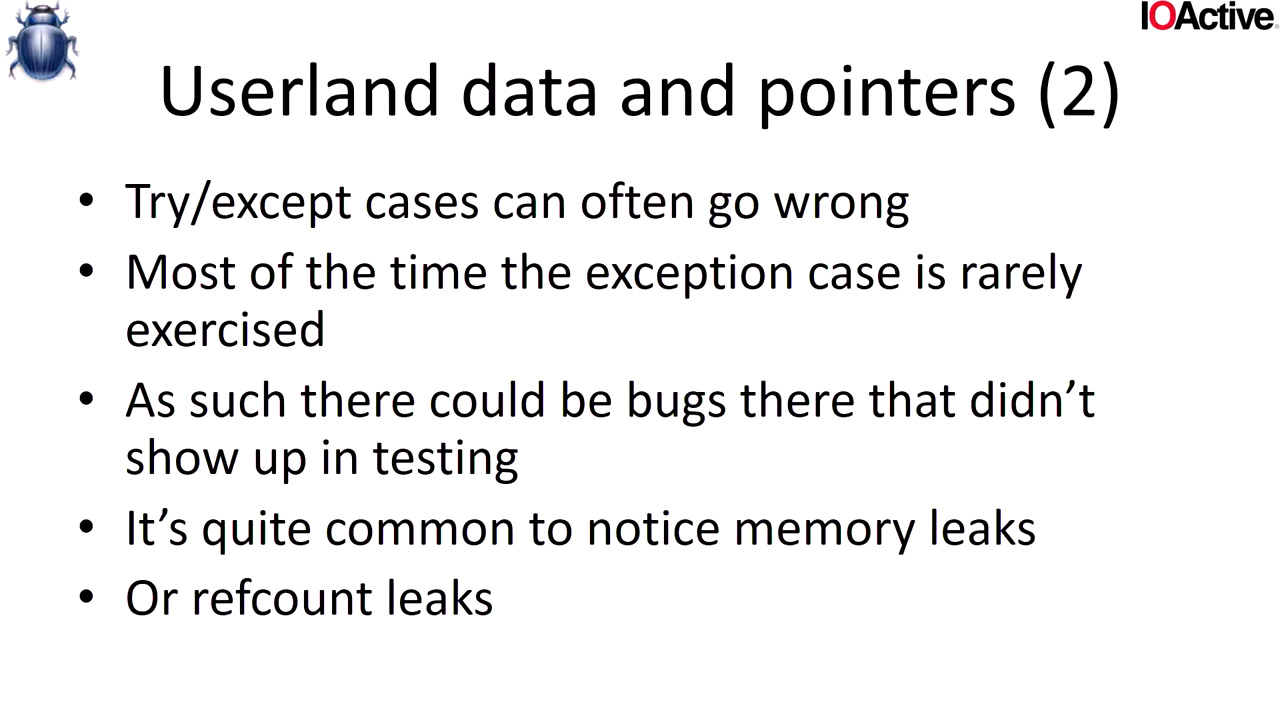 IOActive
Userland data and pointers (2)
• Try/except cases can often go wrong
• Most of the time the exception case is rarely
exercised
• As such there could be bugs there that didn’t
show up in testing
• It’s quite common to notice memory leaks
• Or refcount leaks